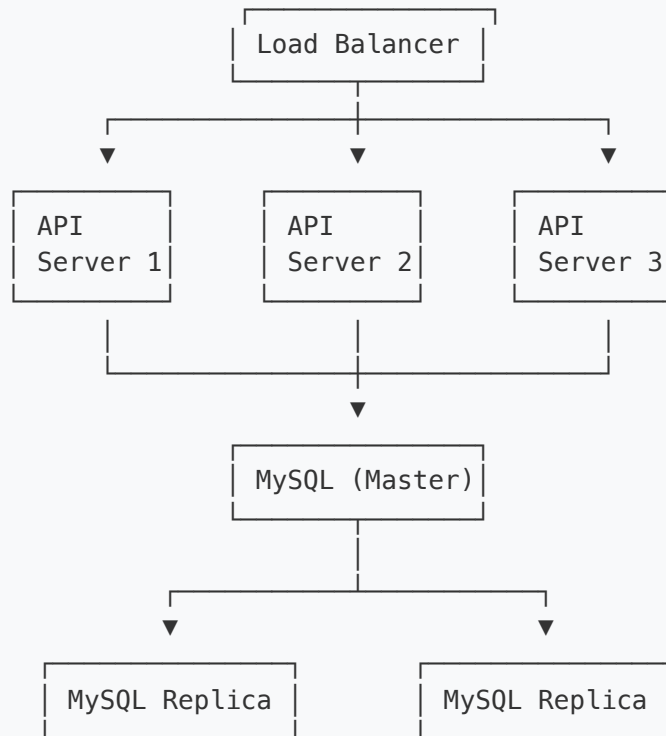 Load Balancer
API API API
Server 1 Server 2 Server 3
MySQL (Master)
MySQL Replica MySQL Replica